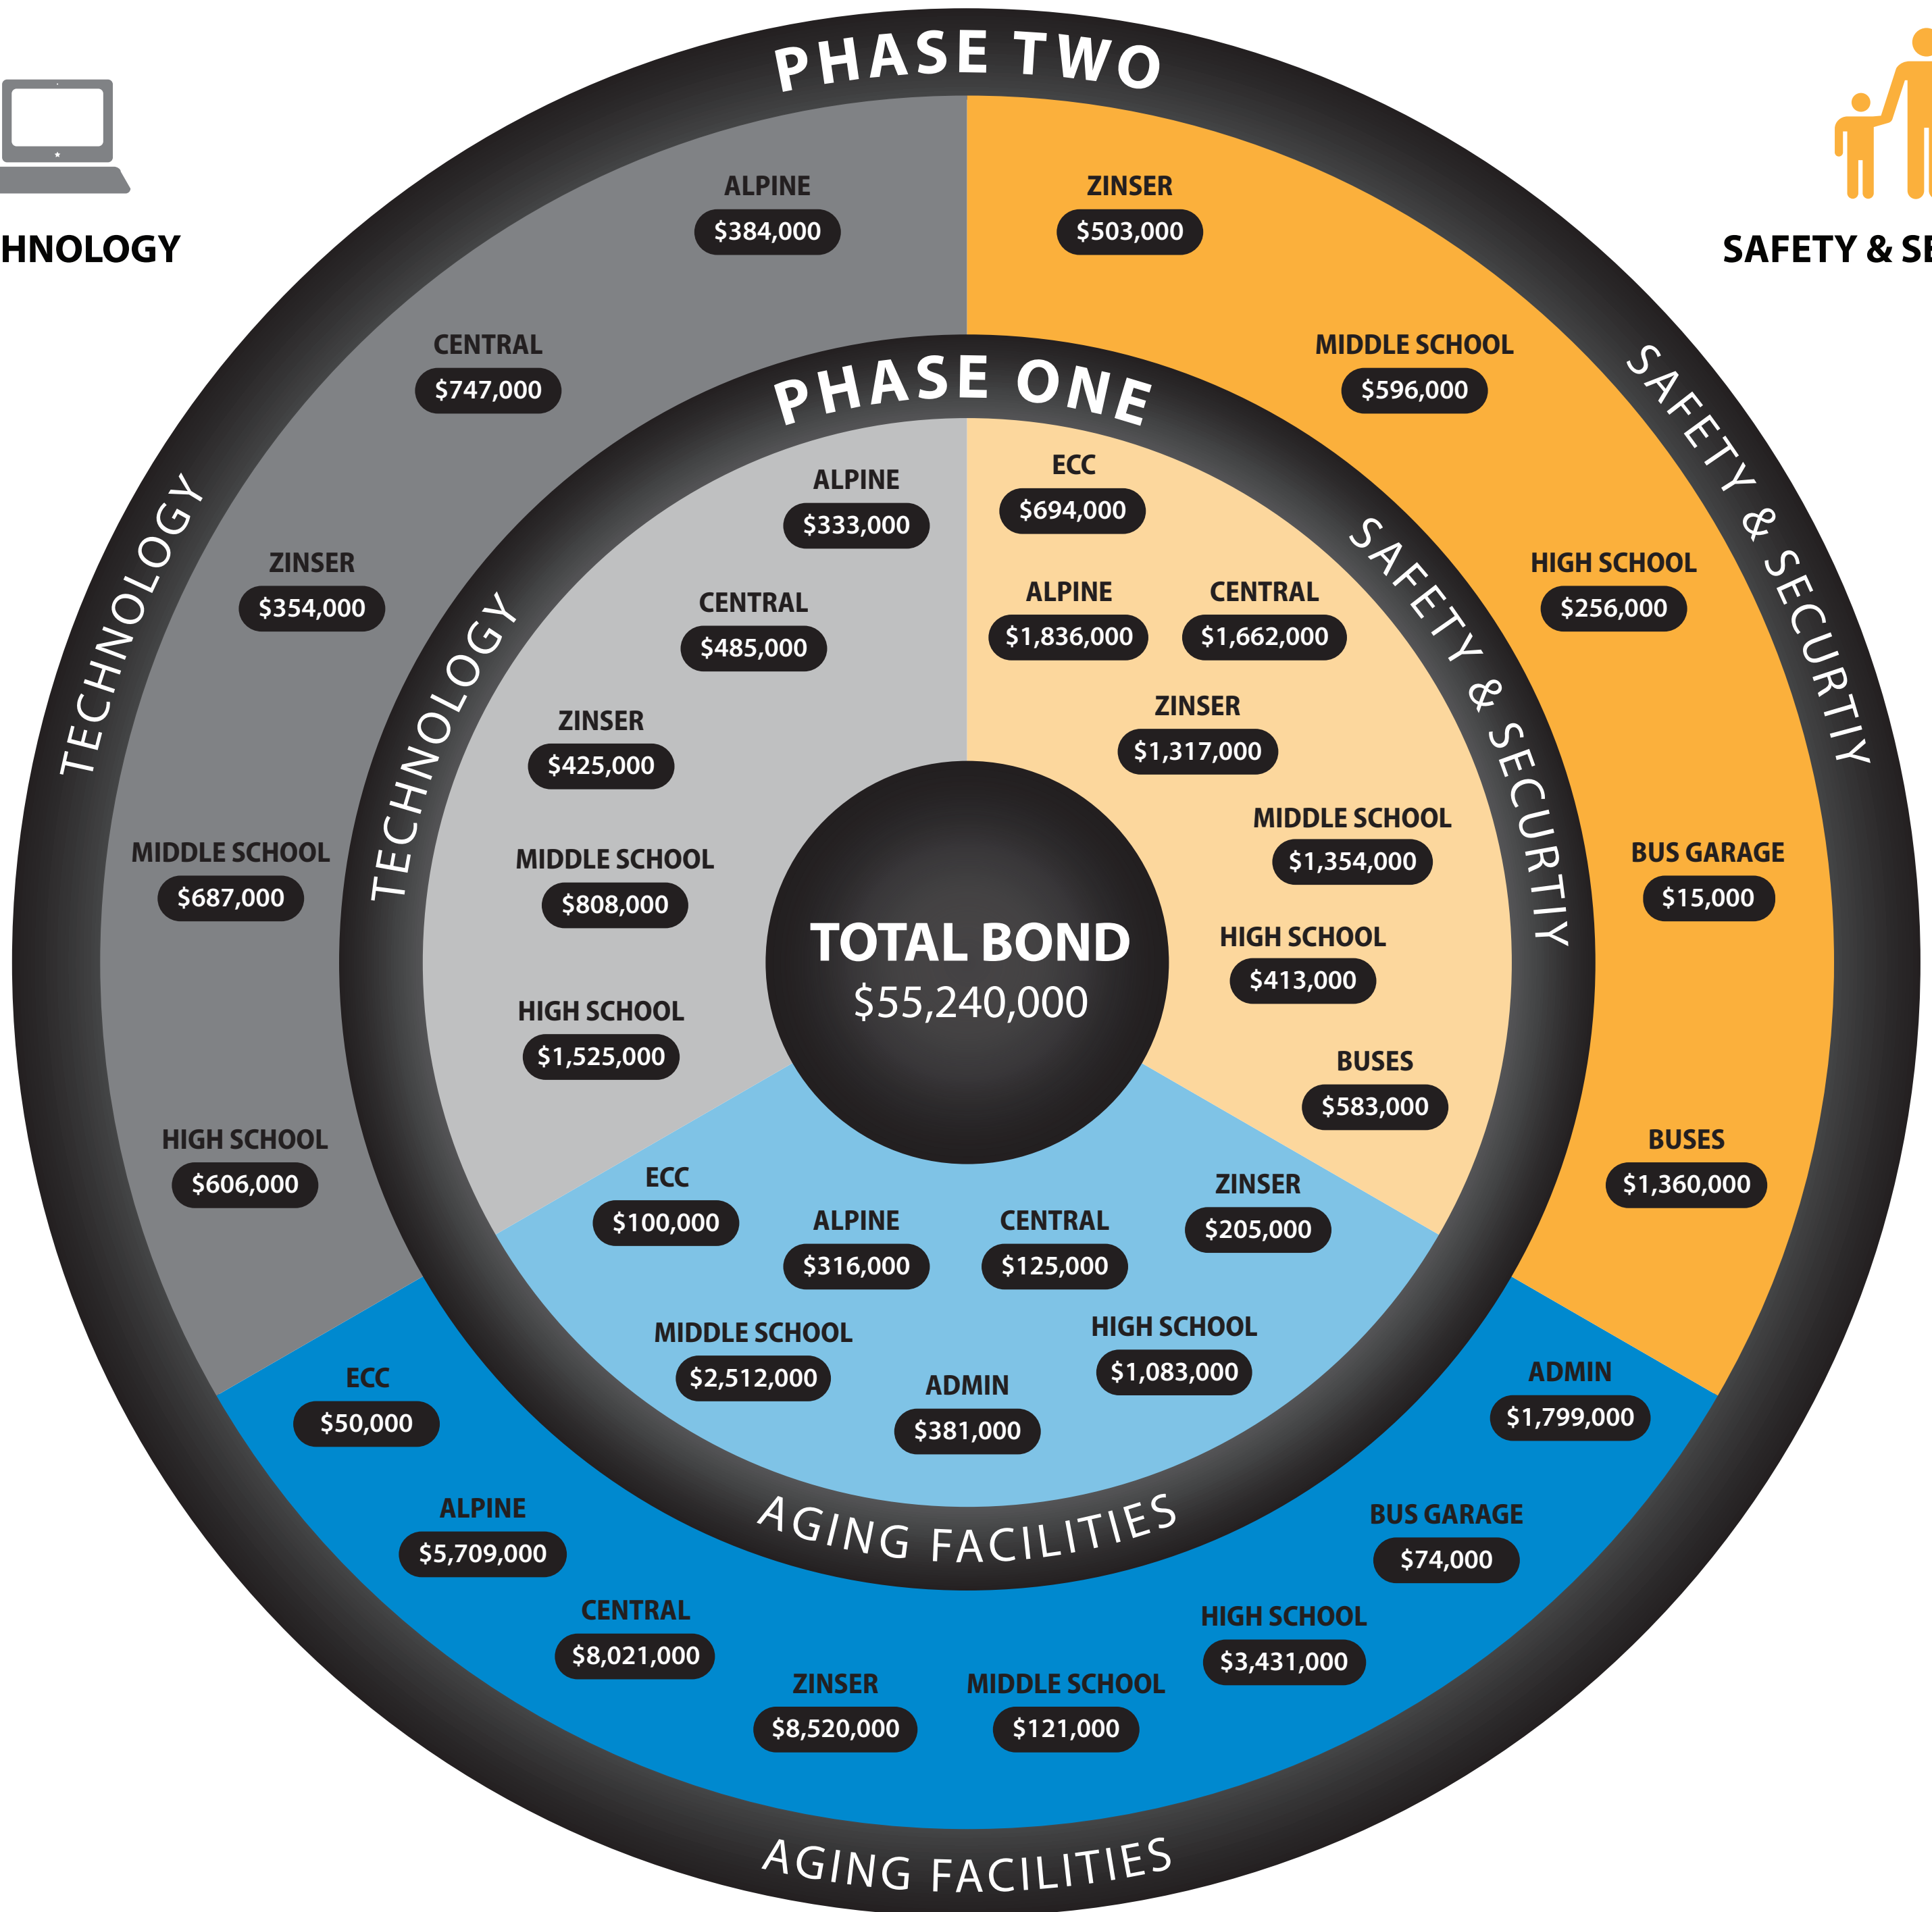 PHASE TWO
HNOLOGY
SAFETY & SE
TECHNOLOGY
ALPINE
$384,000
CENTRAL
$747,000
ZINSER
$354,000
MIDDLE SCHOOL
$687,000
HIGH SCHOOL
$606,000
SAFETY & SECURTIY
ZINSER
$503,000
MIDDLE SCHOOL
$596,000
HIGH SCHOOL
$256,000
BUS GARAGE
$15,000
BUSES
$1,360,000
PHASE ONE
TECHNOLOGY
ALPINE
$333,000
CENTRAL
$485,000
ZINSER
$425,000
MIDDLE SCHOOL
$808,000
HIGH SCHOOL
$1,525,000
SAFETY & SECURTIY
ECC
$694,000
ALPINE
$1,836,000
CENTRAL
$1,662,000
ZINSER
$1,317,000
MIDDLE SCHOOL
$1,354,000
HIGH SCHOOL
$413,000
BUSES
$583,000
TOTAL BOND
$55,240,000
ECC
$100,000
ALPINE
$316,000
CENTRAL
$125,000
ZINSER
$205,000
MIDDLE SCHOOL
$2,512,000
ADMIN
$381,000
HIGH SCHOOL
$1,083,000
AGING FACILITIES
ECC
$50,000
ALPINE
$5,709,000
CENTRAL
$8,021,000
ZINSER
$8,520,000
MIDDLE SCHOOL
$121,000
HIGH SCHOOL
$3,431,000
BUS GARAGE
$74,000
ADMIN
$1,799,000
AGING FACILITIES